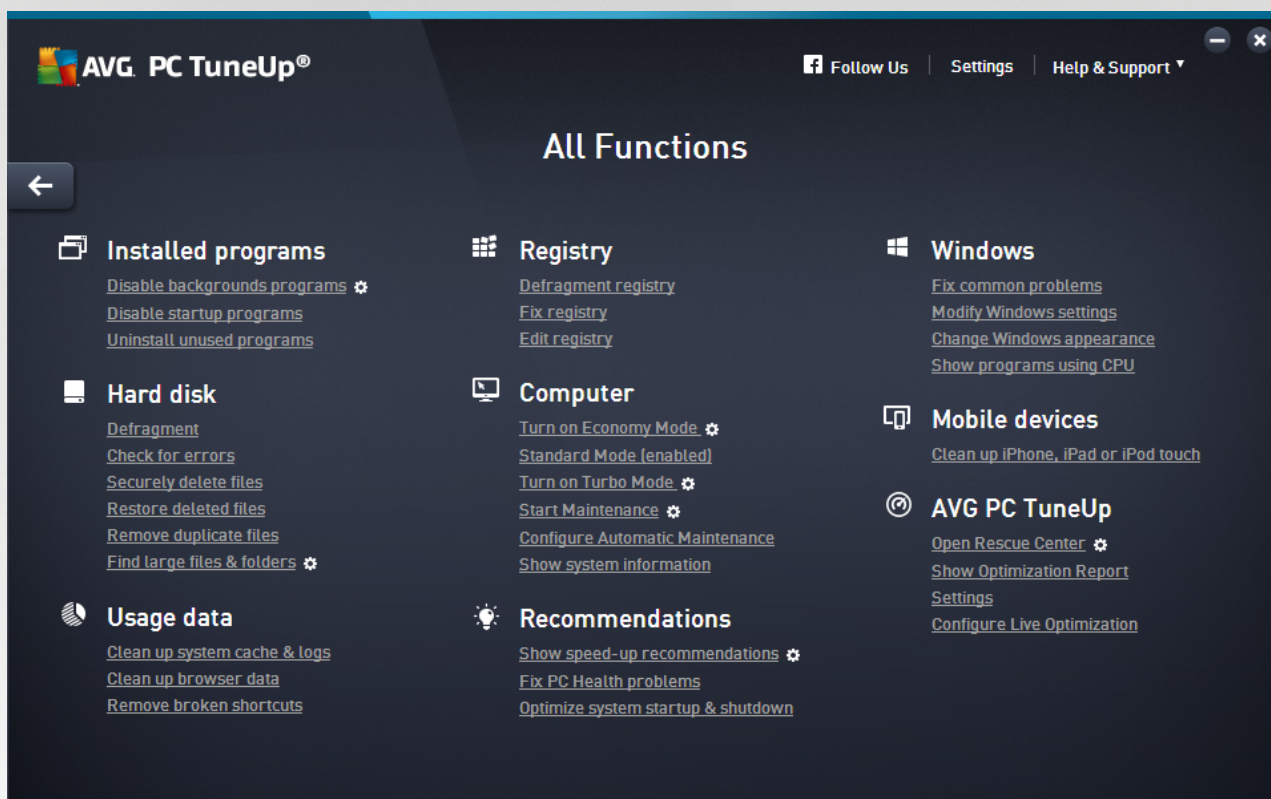 AVG. PC TuneUp®
Follow Us
Settings
Help & Support
All Functions
Installed programs
Disable backgrounds programs
Disable startup programs
Uninstall unused programs
Hard disk
Defragment
Check for errors
Securely delete files
Restore deleted files
Remove duplicate files
Find large files & folders
Usage data
Clean up system cache & logs
Clean up browser data
Remove broken shortcuts
Registry
Defragment registry
Fix registry
Edit registry
Computer
Turn on Economy Mode
Standard Mode (enabled)
Turn on Turbo Mode
Start Maintenance
Configure Automatic Maintenance
Show system information
Recommendations
Show speed-up recommendations
Fix PC Health problems
Optimize system startup & shutdown
Windows
Fix common problems
Modify Windows settings
Change Windows appearance
Show programs using CPU
Mobile devices
Clean up iPhone, iPad or iPod touch
AVG PC TuneUp
Open Rescue Center
Show Optimization Report
Settings
Configure Live Optimization